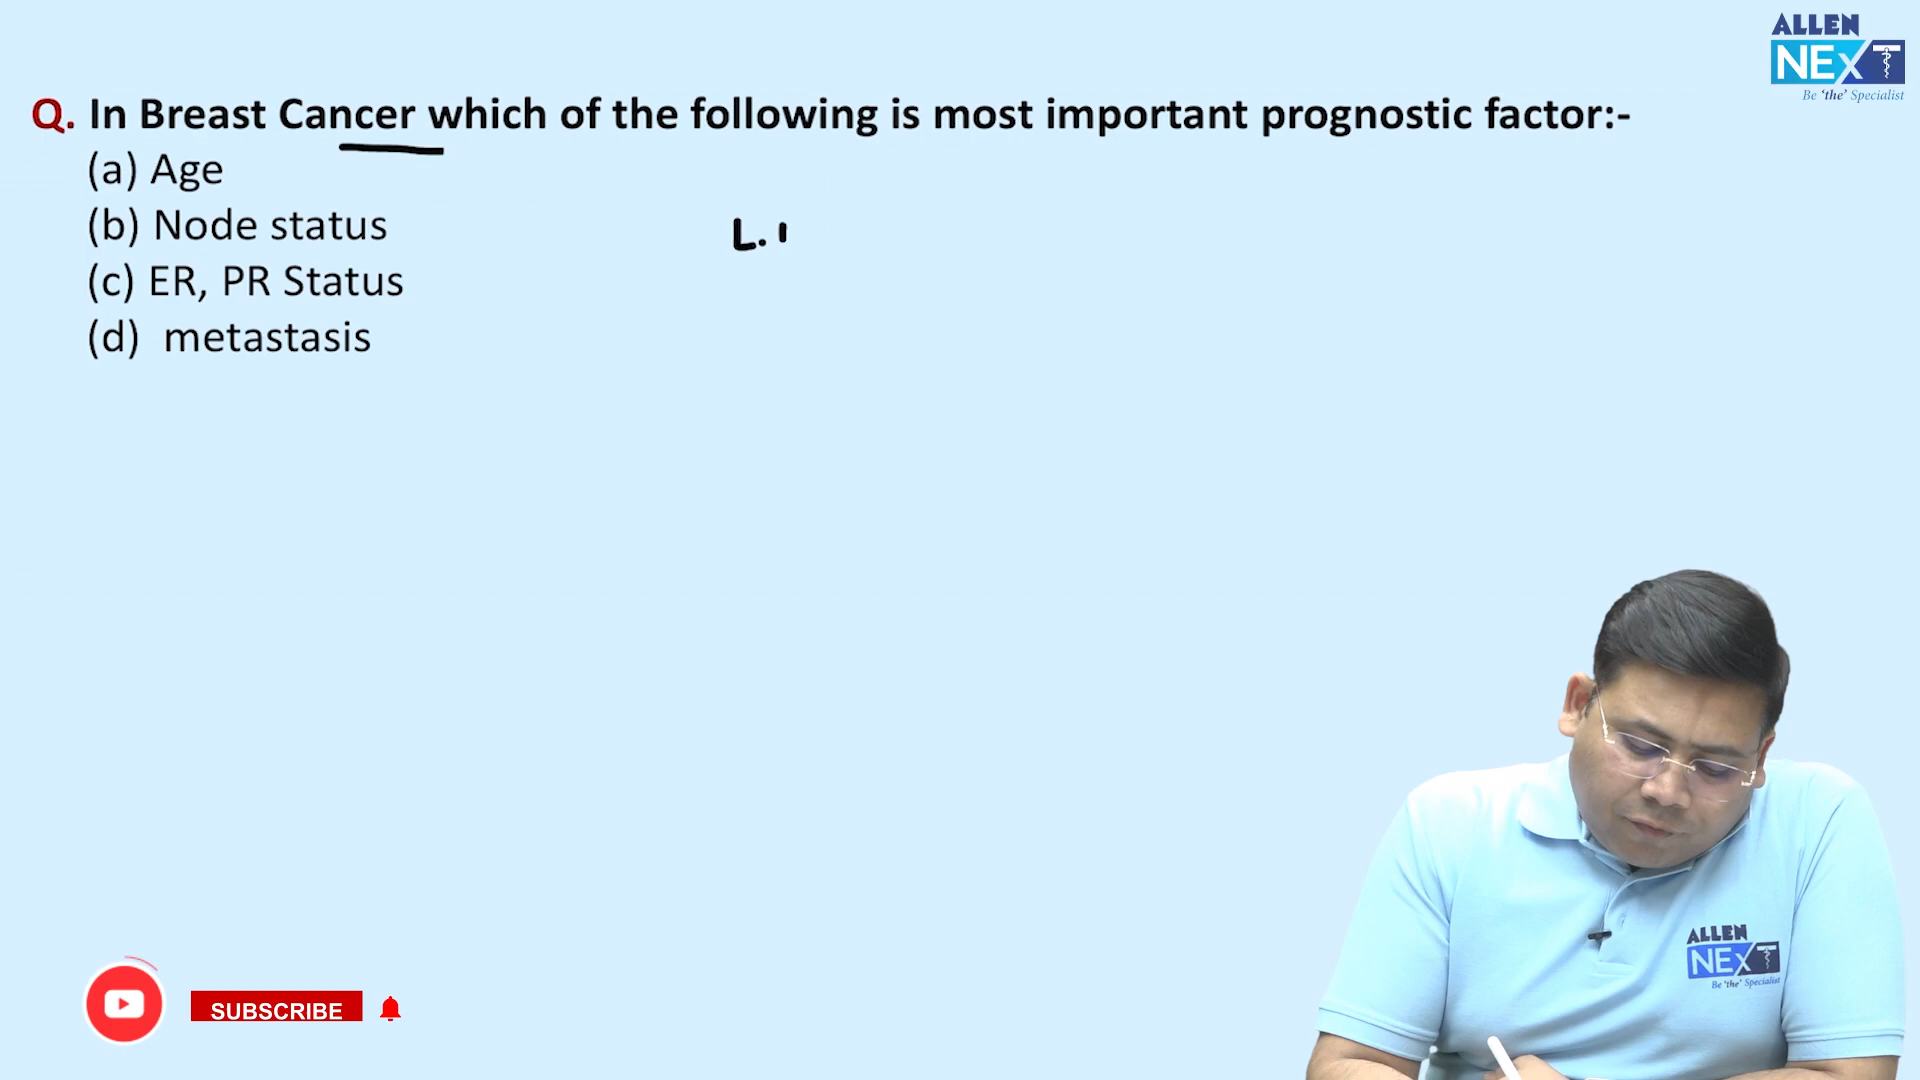 ALLEN
NEXT
Be 'the' Specialist
Q. In Breast Cancer which of the following is most important prognostic factor:-
(a) Age
(b) Node status
L.
(c) ER, PR Status
(d) metastasis
ALLEN
NEXT
Be 'the' Specialist
SUBSCRIBE